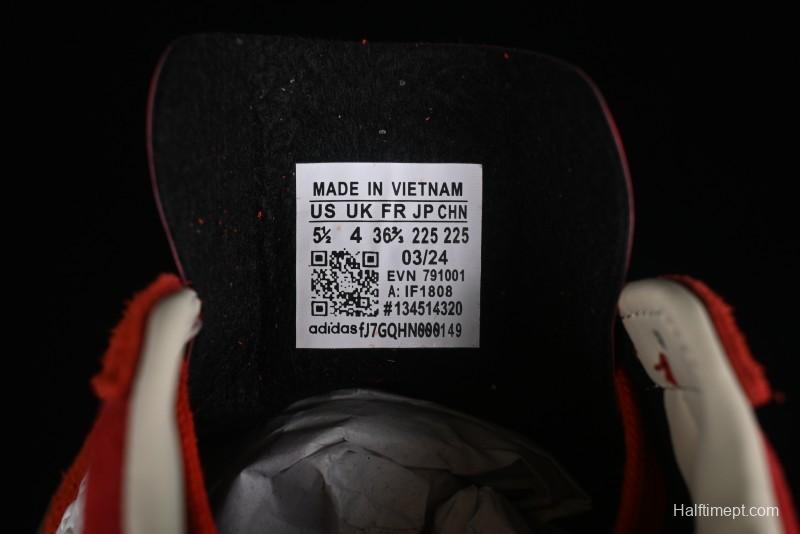 MADE IN VIETNAM
US UK FR JP CHN
5½ 4 36⅔ 225 225
03/24
EVN 791001
A: IF1808
#134514320
adidas fJ7GQHN000149
Halftimept.com